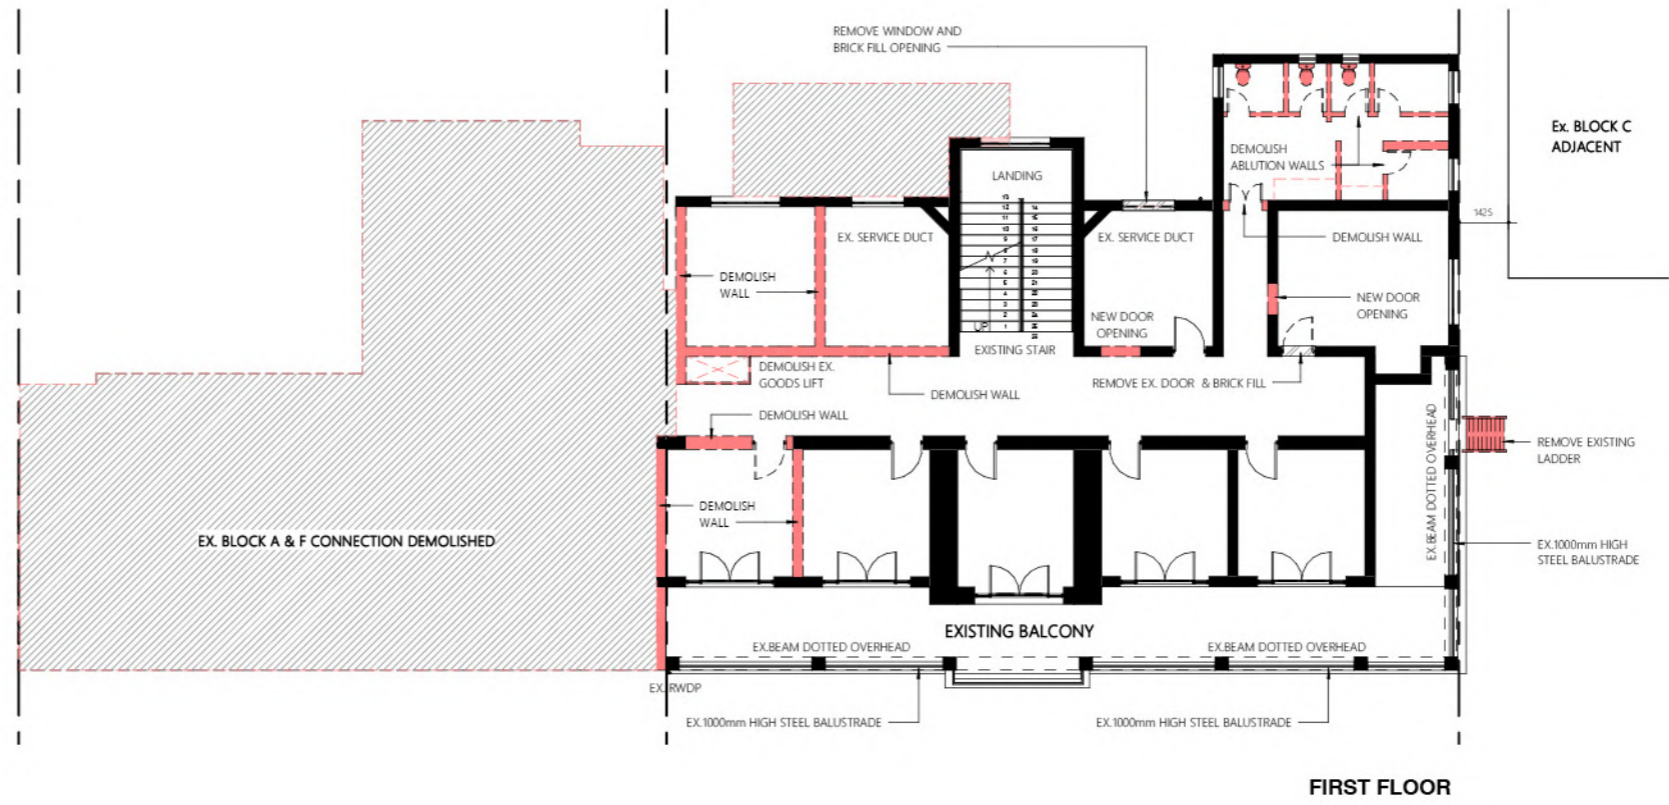 REMOVE WINDOW AND
BRICK FILL OPENING
Ex. BLOCK C
ADJACENT
DEMOLISH
ABLUTION WALLS
LANDING
1425
EX. SERVICE DUCT
EX. SERVICE DUCT
DEMOLISH WALL
DEMOLISH
WALL
NEW DOOR
OPENING
NEW DOOR
OPENING
UP
EXISTING STAIR
DEMOLISH EX.
GOODS LIFT
REMOVE EX. DOOR & BRICK FILL
DEMOLISH WALL
DEMOLISH WALL
EX.BEAM DOTTED OVERHEAD
REMOVE EXISTING
LADDER
DEMOLISH
WALL
EX. BLOCK A & F CONNECTION DEMOLISHED
EX.1000mm HIGH
STEEL BALUSTRADE
EXISTING BALCONY
EX.BEAM DOTTED OVERHEAD
EX.BEAM DOTTED OVERHEAD
EX. RWDP
EX.1000mm HIGH STEEL BALUSTRADE
EX.1000mm HIGH STEEL BALUSTRADE
FIRST FLOOR